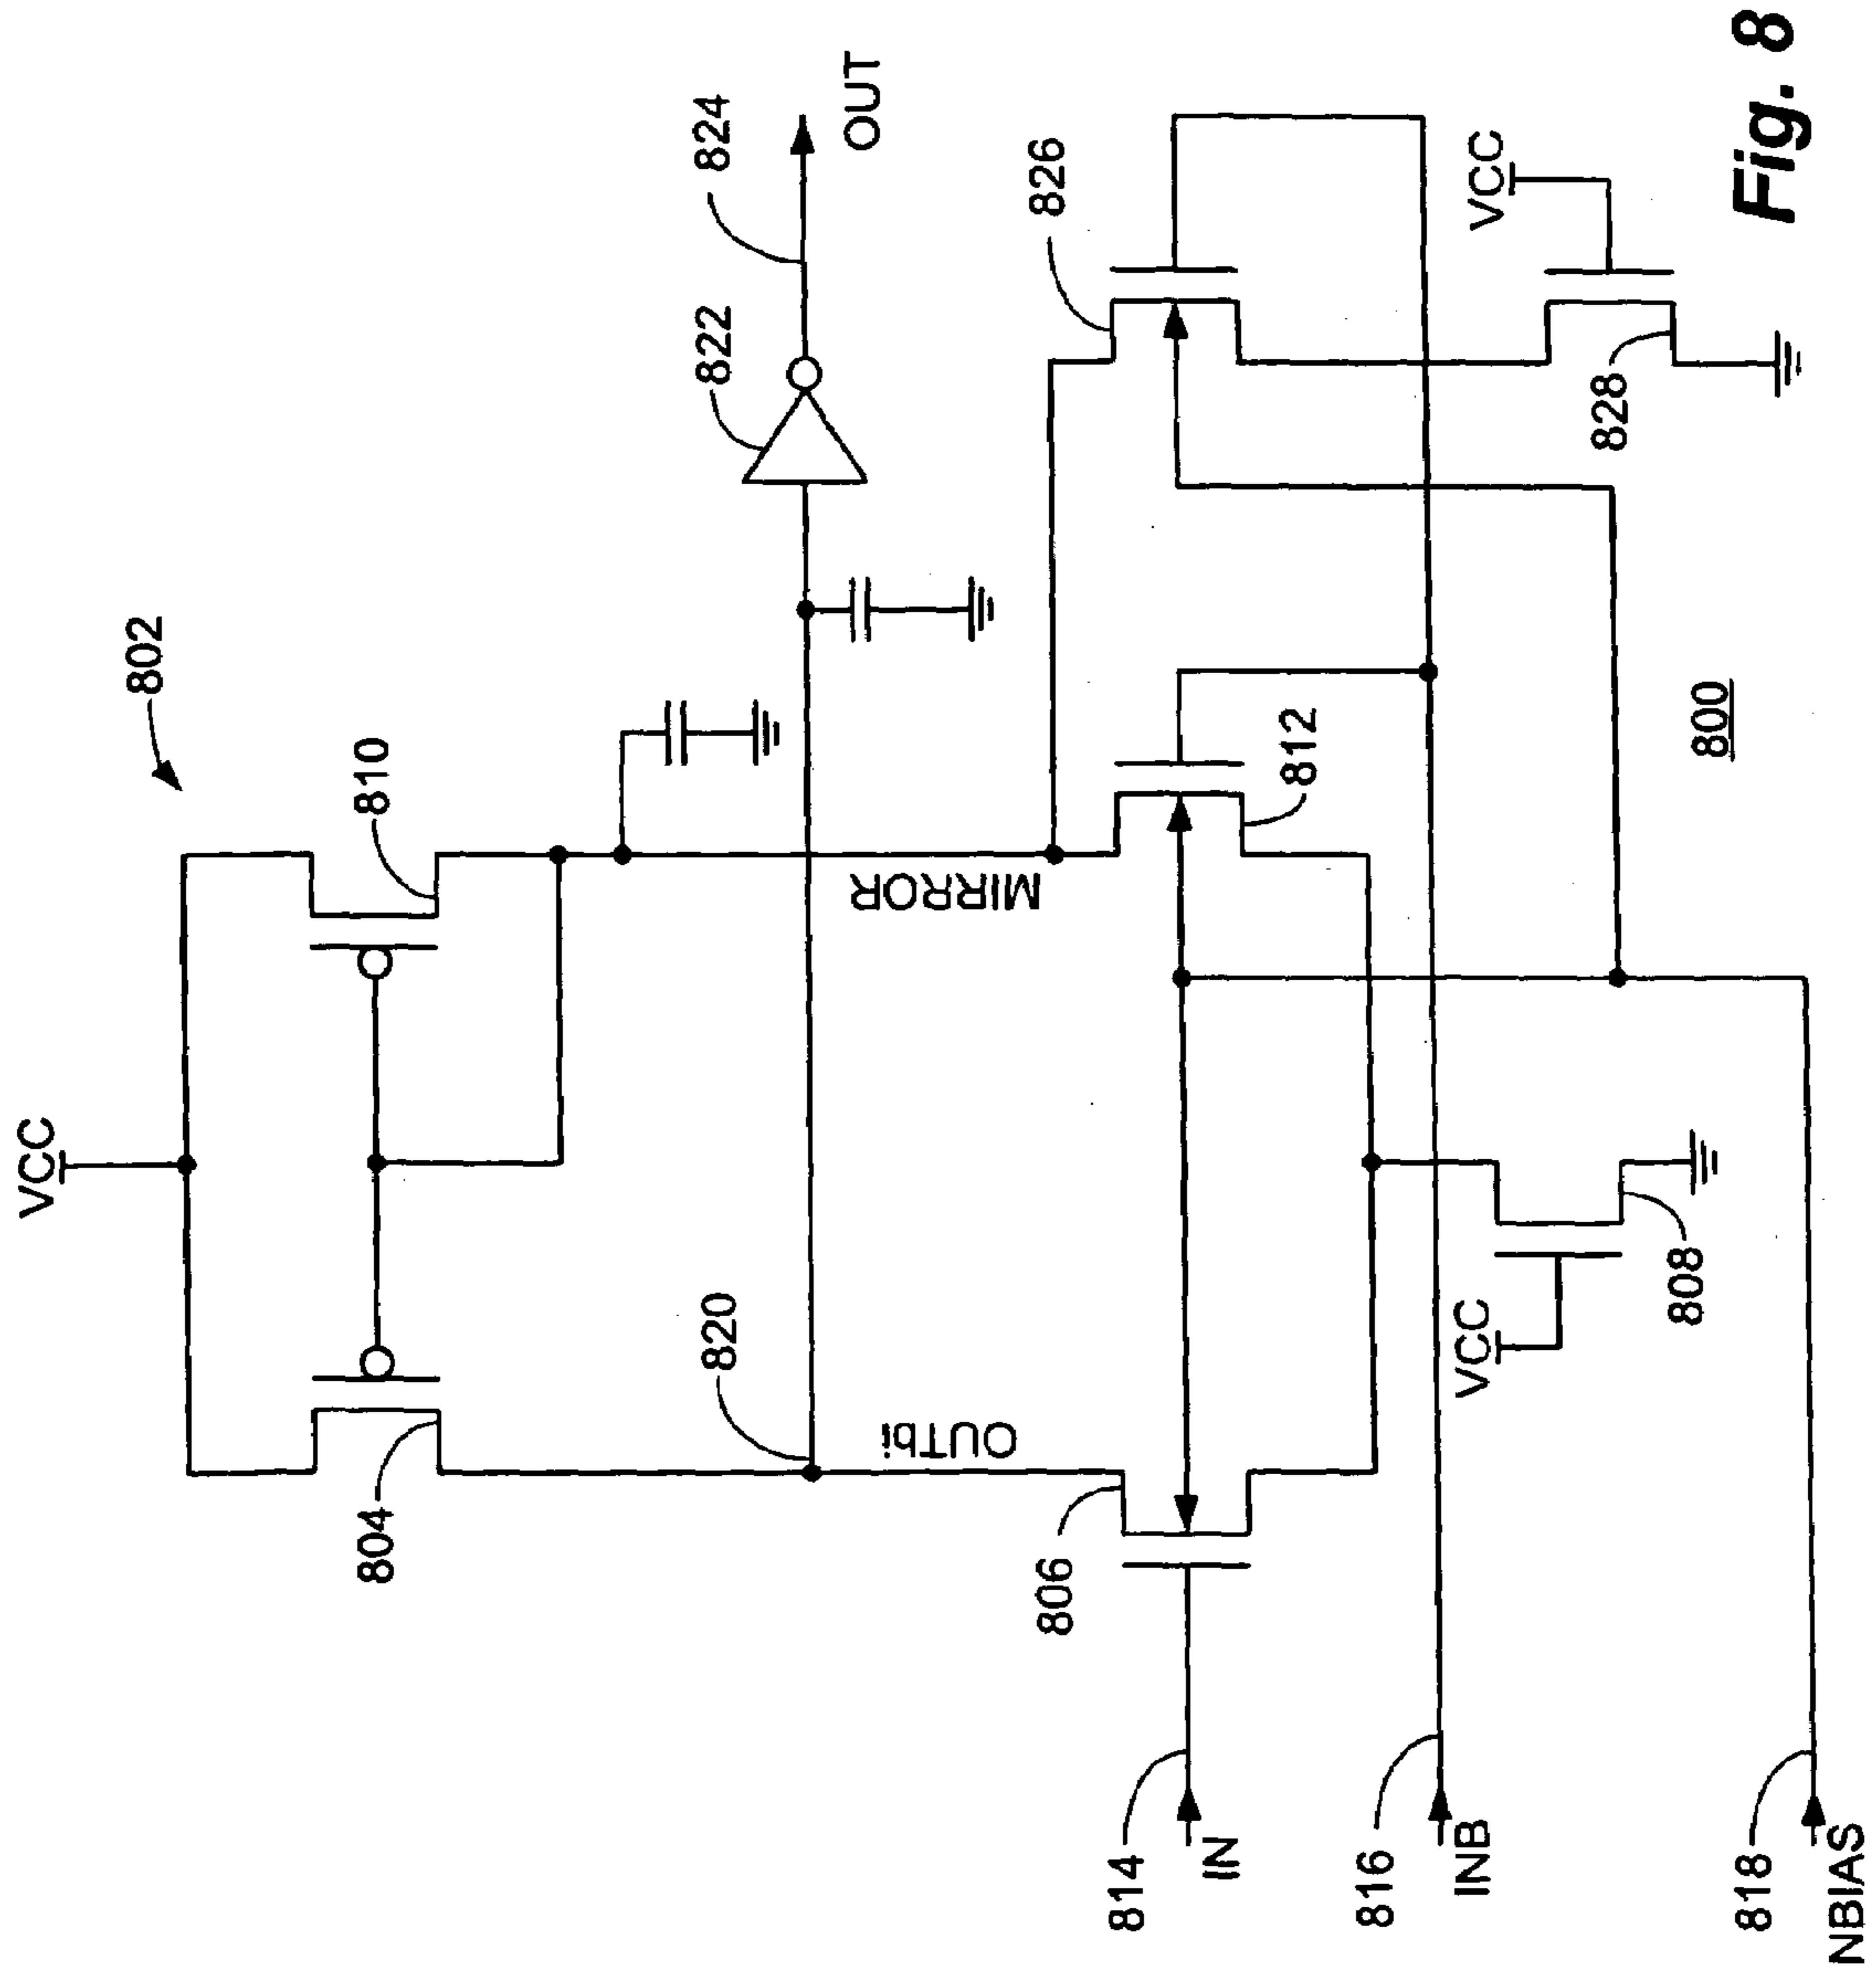 VCC
802
804
810
820
822
824
OUT
OUTbi
MIRROR
806
812
826
814
IN
816
INB
VCC
808
VCC
828
818
NBIAS
800
Fig. 8